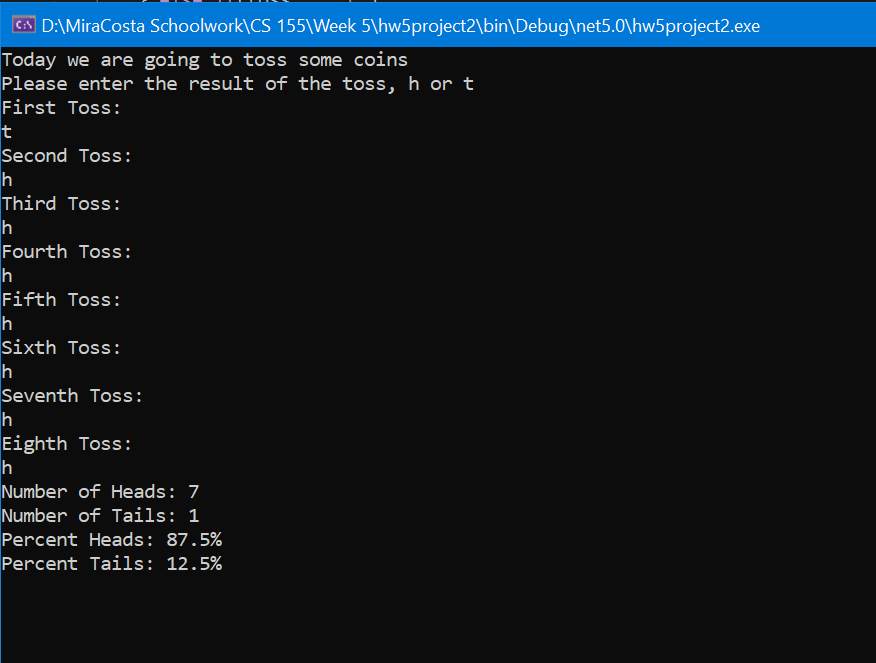 D:\MiraCosta Schoolwork\CS 155\Week 5\hw5project2\bin\Debug\net5.0\hw5project2.exe
Today we are going to toss some coins
Please enter the result of the toss, h or t
First Toss:
t
Second Toss:
h
Third Toss:
h
Fourth Toss:
h
Fifth Toss:
h
Sixth Toss:
h
Seventh Toss:
h
Eighth Toss:
h
Number of Heads: 7
Number of Tails: 1
Percent Heads: 87.5%
Percent Tails: 12.5%